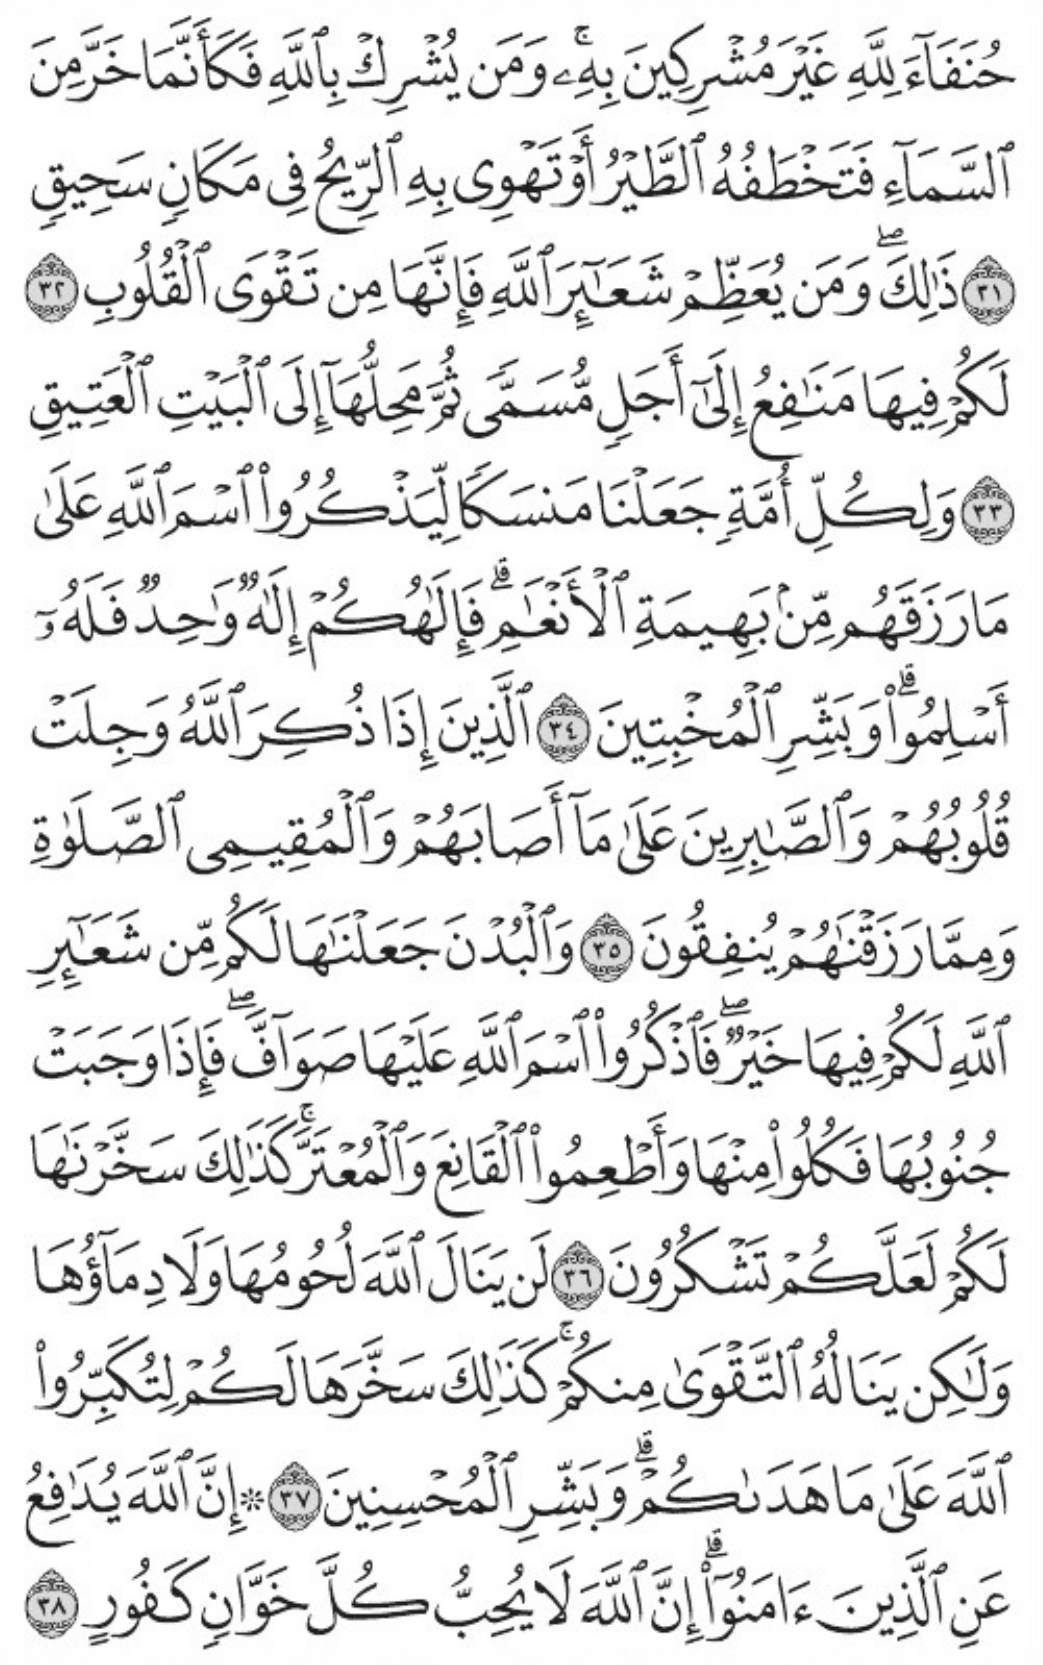 حُنَفَآءَ لِلَّهِ غَيْرَ مُشْرِكِينَ بِهِۦۚ وَمَن يُشْرِكْ بِٱللَّهِ فَكَأَنَّمَا خَرَّ مِنَ
ٱلسَّمَآءِ فَتَخْطَفُهُ ٱلطَّيْرُ أَوْ تَهْوِى بِهِ ٱلرِّيحُ فِى مَكَانٍ سَحِيقٍ
٣١ ذَٰلِكَۖ وَمَن يُعَظِّمْ شَعَٰٓئِرَ ٱللَّهِ فَإِنَّهَا مِن تَقْوَى ٱلْقُلُوبِ ٣٢
لَكُمْ فِيهَا مَنَٰفِعُ إِلَىٰٓ أَجَلٍ مُّسَمًّى ثُمَّ مَحِلُّهَآ إِلَى ٱلْبَيْتِ ٱلْعَتِيقِ
٣٣ وَلِكُلِّ أُمَّةٍ جَعَلْنَا مَنسَكًا لِّيَذْكُرُوا۟ ٱسْمَ ٱللَّهِ عَلَىٰ
مَا رَزَقَهُم مِّنۢ بَهِيمَةِ ٱلْأَنْعَٰمِۗ فَإِلَٰهُكُمْ إِلَٰهٌ وَٰحِدٌ فَلَهُۥٓ
أَسْلِمُوا۟ۗ وَبَشِّرِ ٱلْمُخْبِتِينَ ٣٤ ٱلَّذِينَ إِذَا ذُكِرَ ٱللَّهُ وَجِلَتْ
قُلُوبُهُمْ وَٱلصَّٰبِرِينَ عَلَىٰ مَآ أَصَابَهُمْ وَٱلْمُقِيمِى ٱلصَّلَوٰةِ
وَمِمَّا رَزَقْنَٰهُمْ يُنفِقُونَ ٣٥ وَٱلْبُدْنَ جَعَلْنَٰهَا لَكُم مِّن شَعَٰٓئِرِ
ٱللَّهِ لَكُمْ فِيهَا خَيْرٌۖ فَٱذْكُرُوا۟ ٱسْمَ ٱللَّهِ عَلَيْهَا صَوَآفَّۖ فَإِذَا وَجَبَتْ
جُنُوبُهَا فَكُلُوا۟ مِنْهَا وَأَطْعِمُوا۟ ٱلْقَانِعَ وَٱلْمُعْتَرَّۚ كَذَٰلِكَ سَخَّرْنَٰهَا
لَكُمْ لَعَلَّكُمْ تَشْكُرُونَ ٣٦ لَن يَنَالَ ٱللَّهَ لُحُومُهَا وَلَا دِمَآؤُهَا
وَلَٰكِن يَنَالُهُ ٱلتَّقْوَىٰ مِنكُمْۚ كَذَٰلِكَ سَخَّرَهَا لَكُمْ لِتُكَبِّرُوا۟
ٱللَّهَ عَلَىٰ مَا هَدَىٰكُمْۗ وَبَشِّرِ ٱلْمُحْسِنِينَ ٣٧ ۞ إِنَّ ٱللَّهَ يُدَٰفِعُ
عَنِ ٱلَّذِينَ ءَامَنُوٓا۟ۗ إِنَّ ٱللَّهَ لَا يُحِبُّ كُلَّ خَوَّانٍ كَفُورٍ ٣٨